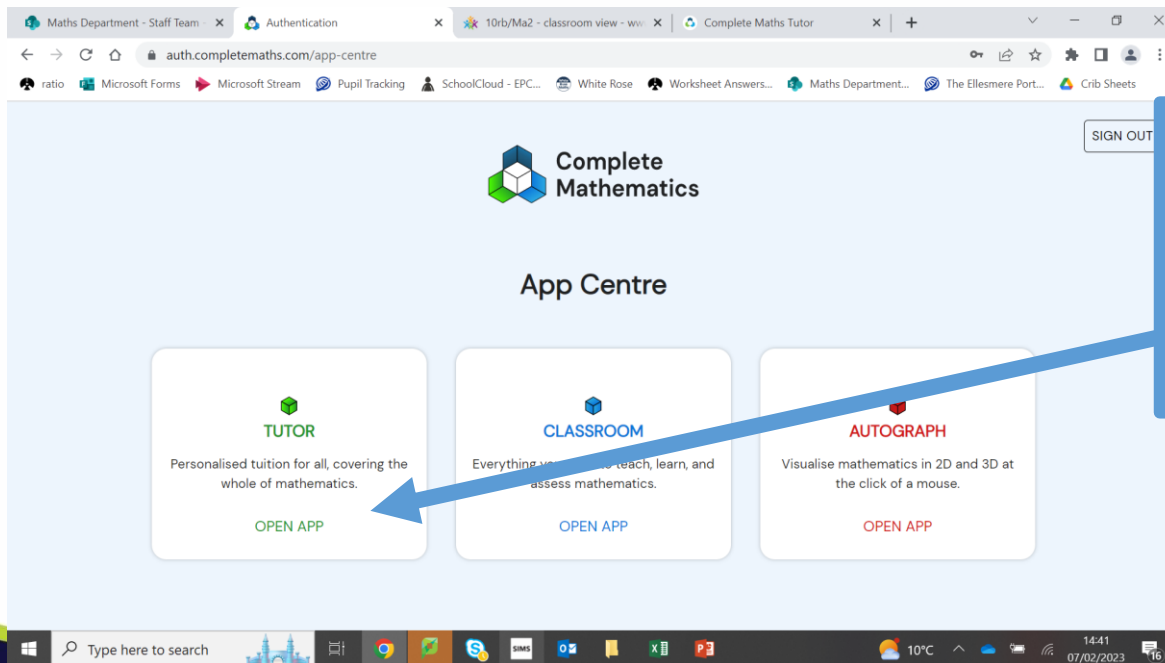 Maths Department - Staff Team -
Authentication
10rb/Ma2 - classroom view - ww
Complete Maths Tutor
auth.completemaths.com/app-centre
ratio
Microsoft Forms
Microsoft Stream
Pupil Tracking
SchoolCloud - EPC...
White Rose
Worksheet Answers...
Maths Department...
The Ellesmere Port...
Crib Sheets
SIGN OUT
Complete
Mathematics
App Centre
TUTOR
Personalised tuition for all, covering the
whole of mathematics.
OPEN APP
CLASSROOM
Everything teach, learn, and
assess mathematics.
OPEN APP
AUTOGRAPH
Visualise mathematics in 2D and 3D at
the click of a mouse.
OPEN APP
Type here to search
SIMS
10°C
14:41
07/02/2023
16